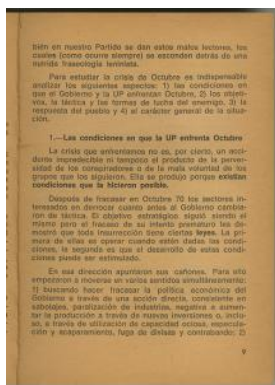 bién en nuestro Partido se dan estos malos lectores, los
cuales (como ocurre siempre) se esconden detrás de una
nutrida fraseología leninista.
Para estudiar la crisis de Octubre es indispensable
analizar los siguientes aspectos: 1) las condiciones en
que el Gobierno y la UP enfrentan Octubre, 2) los objeti-
vos, la táctica y las formas de lucha del enemigo, 3) la
respuesta del pueblo y 4) el carácter general de la situa-
ción.
1.—Las condiciones en que la UP enfrenta Octubre
La crisis que enfrentamos no es, por cierto, un acci-
dente impredecible ni tampoco el producto de la perver-
sidad de los conspiradores o de la mala voluntad de los
grupos que los siguieron. Ella se produjo porque existían
condiciones que la hicieron posible.
Después de fracasar en Octubre 70 los sectores in-
teresados en derrocar cuanto antes al Gobierno cambia-
ron de táctica. El objetivo estratégico siguió siendo el
mismo pero el fracaso de su intento prematuro les de-
mostró que toda insurrección tiene ciertas leyes. La pri-
mera de ellas es operar cuando estén dadas las condi-
ciones, la segunda es que el desarrollo de estas condi-
ciones puede ser estimulado.
En esa dirección apuntaron sus cañones. Para ello
empezaron a moverse en varios sentidos simultáneamente:
1) buscando hacer fracasar la política económica del
Gobierno a través de una acción directa, consistente en
sabotajes, paralización de industrias, negativa a aumen-
tar la producción a través de nuevas inversiones o, inclu-
so, a través de utilización de capacidad ociosa, especula-
ción y acaparamiento, fuga de divisas y contrabando; 2)
9